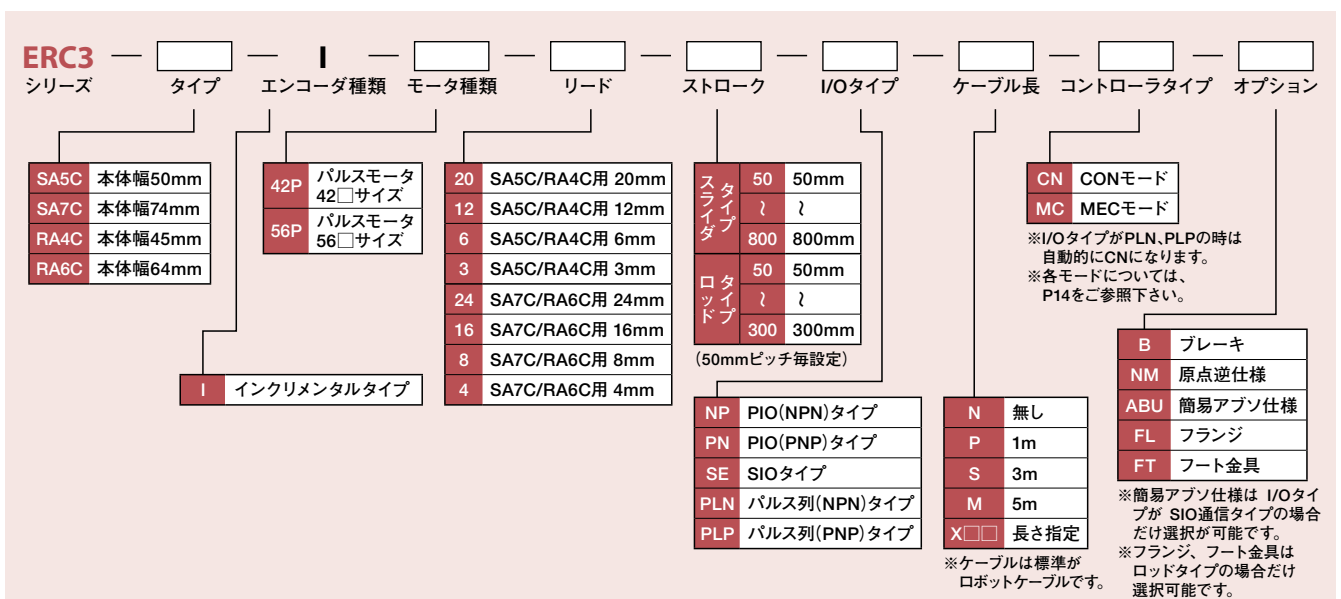 ERC3 — □ — I — □ — □ — □ — □ — □ — □ — □
シリーズ タイプ エンコーダ種類 モータ種類 リード ストローク I/Oタイプ ケーブル長 コントローラタイプ オプション
SA5C 本体幅50mm
SA7C 本体幅74mm
RA4C 本体幅45mm
RA6C 本体幅64mm
I インクリメンタルタイプ
42P パルスモータ
42□サイズ
56P パルスモータ
56□サイズ
20 SA5C/RA4C用 20mm
12 SA5C/RA4C用 12mm
6 SA5C/RA4C用 6mm
3 SA5C/RA4C用 3mm
24 SA7C/RA6C用 24mm
16 SA7C/RA6C用 16mm
8 SA7C/RA6C用 8mm
4 SA7C/RA6C用 4mm
スライダ
タイプ
50 50mm
〜 〜
800 800mm
ロッド
タイプ
50 50mm
〜 〜
300 300mm
(50mmピッチ毎設定)
NP PIO(NPN)タイプ
PN PIO(PNP)タイプ
SE SIOタイプ
PLN パルス列(NPN)タイプ
PLP パルス列(PNP)タイプ
N 無し
P 1m
S 3m
M 5m
X□□ 長さ指定
※ケーブルは標準が
ロボットケーブルです。
CN CONモード
MC MECモード
※I/OタイプがPLN、PLPの時は
自動的にCNになります。
※各モードについては、
P14をご参照下さい。
B ブレーキ
NM 原点逆仕様
ABU 簡易アブソ仕様
FL フランジ
FT フート金具
※簡易アブソ仕様は I/Oタイ
プが SIO通信タイプの場合
だけ選択が可能です。
※フランジ、フート金具は
ロッドタイプの場合だけ
選択可能です。